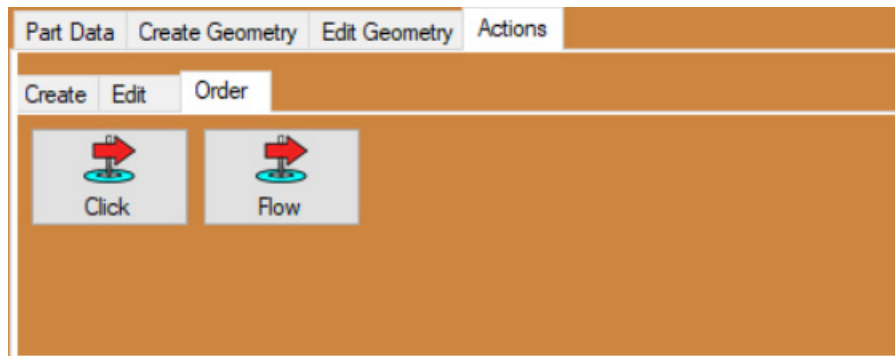 Part Data Create Geometry Edit Geometry Actions
Create Edit Order
Click Flow